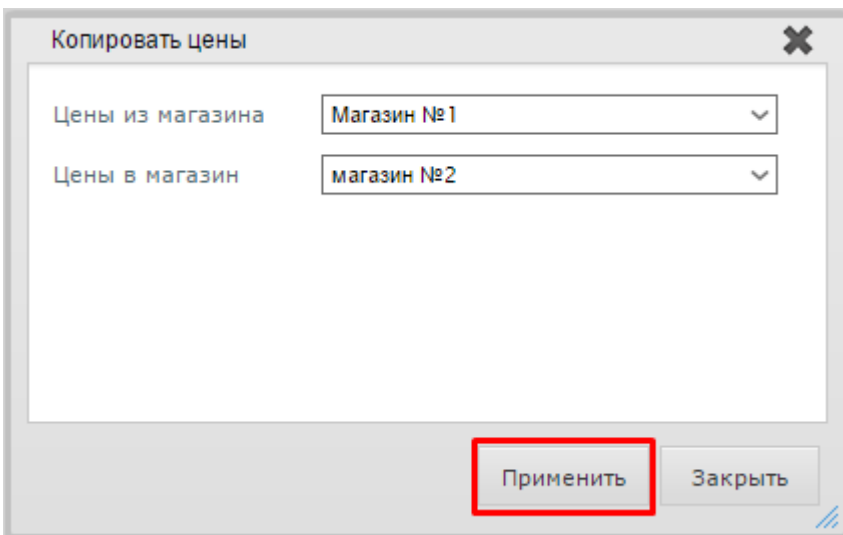 Копировать цены
Цены из магазина Магазин №1
Цены в магазин магазин №2
Применить Закрыть